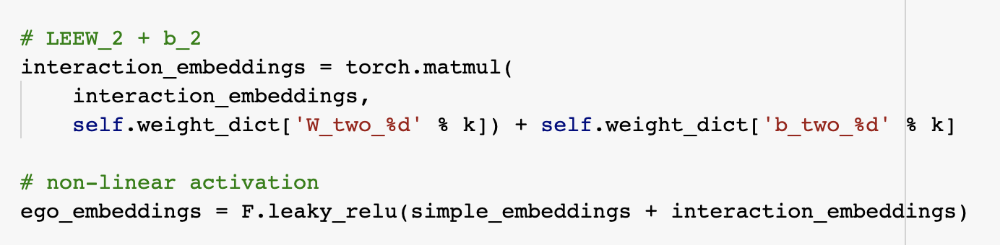 # LEEW_2 + b_2
interaction_embeddings = torch.matmul(
    interaction_embeddings,
    self.weight_dict['W_two_%d' % k]) + self.weight_dict['b_two_%d' % k]
# non-linear activation
ego_embeddings = F.leaky_relu(simple_embeddings + interaction_embeddings)